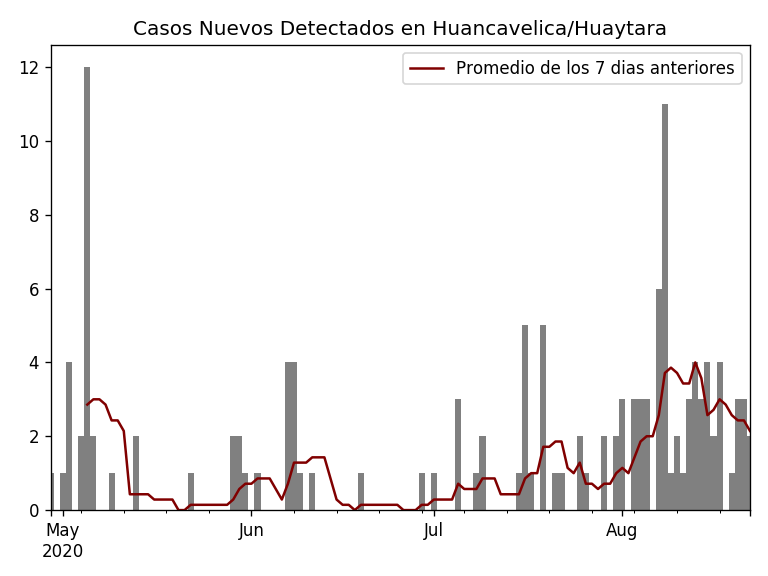 Casos Nuevos Detectados en Huancavelica/Huaytara
Promedio de los 7 dias anteriores
12
10
8
6
4
2
0
May
2020
Jun
Jul
Aug